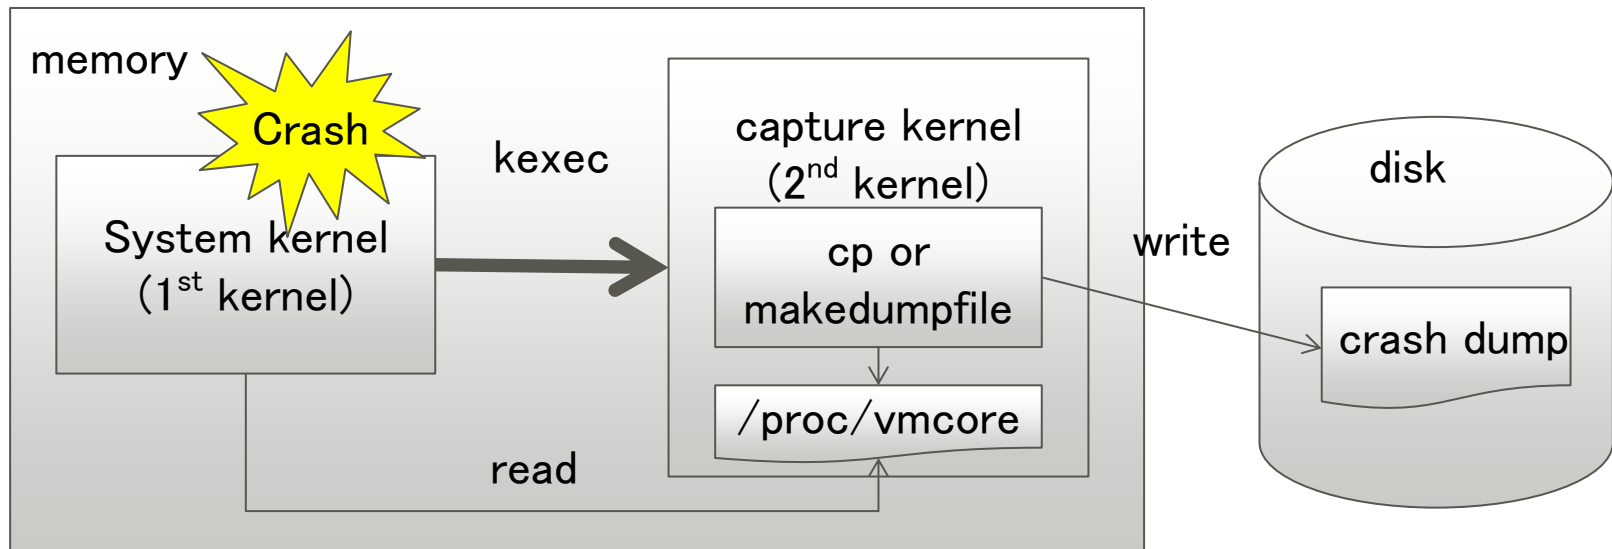 memory
Crash
System kernel
(1st kernel)
kexec
read
capture kernel
(2nd kernel)
cp or
makedumpfile
/proc/vmcore
write
disk
crash dump